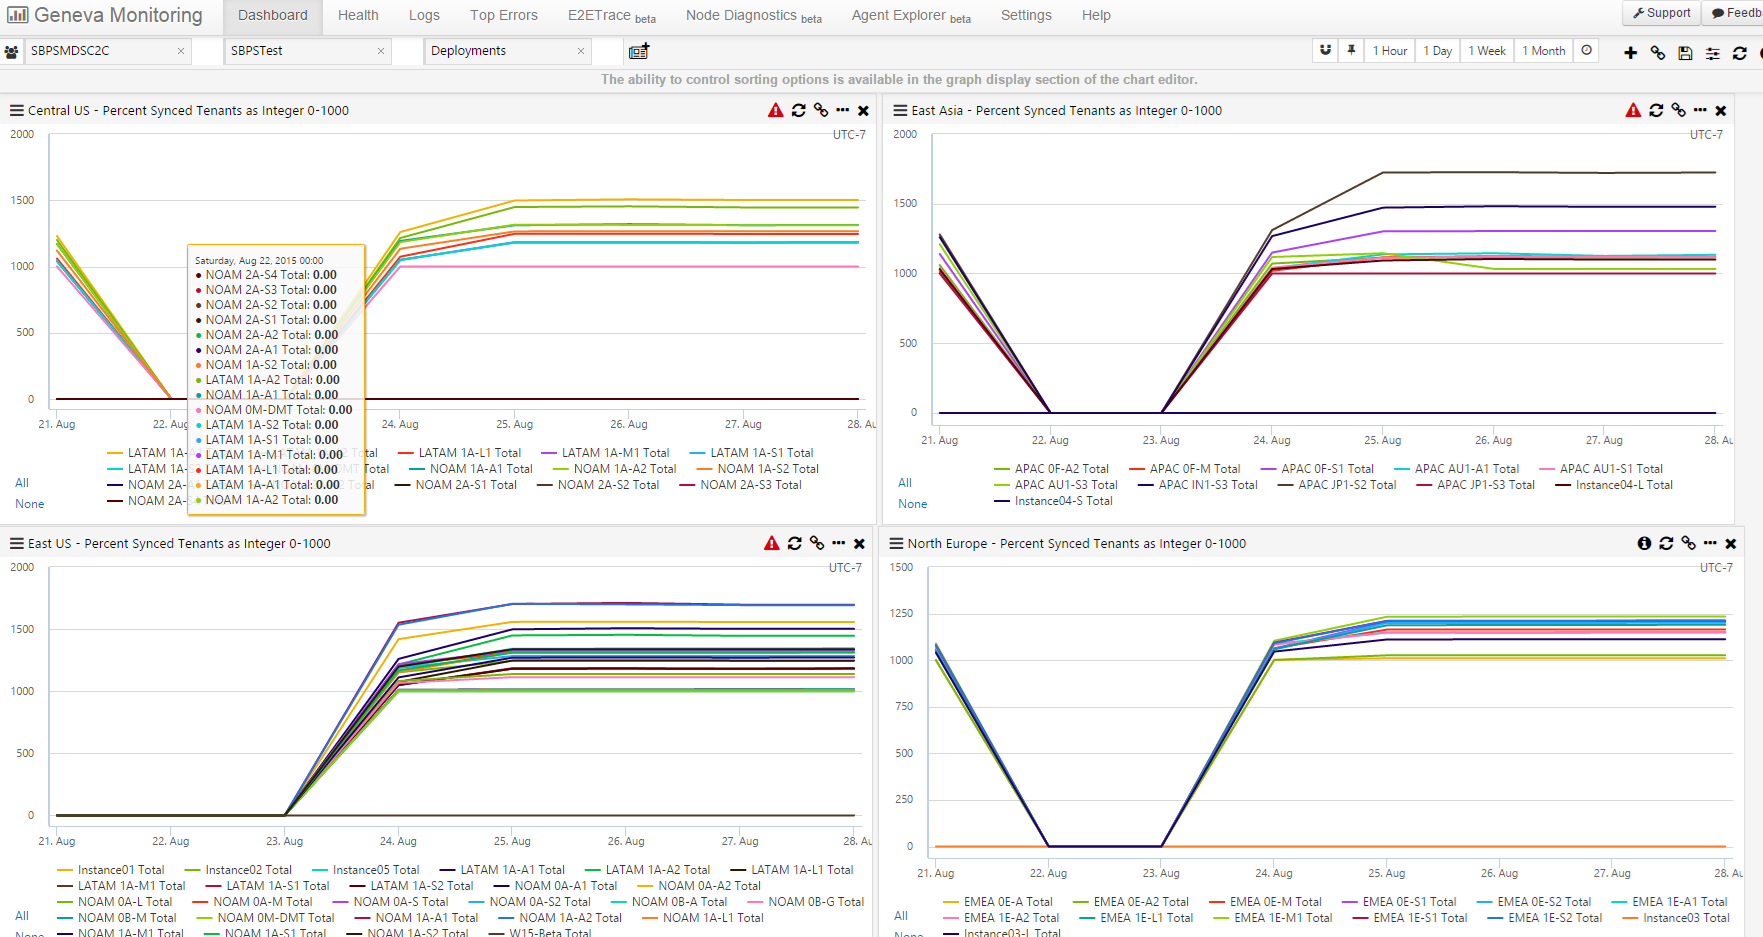 Geneva Monitoring Dashboard Health Logs Top Errors E2ETrace beta Node Diagnostics beta Agent Explorer beta Settings Help Support Feedb
SBPSMDSC2C × SBPSTest × Deployments × 1 Hour 1 Day 1 Week 1 Month
The ability to control sorting options is available in the graph display section of the chart editor.
Central US - Percent Synced Tenants as Integer 0-1000
UTC-7
2000
1500
1000
500
0
21. Aug 22. 24. Aug 25. Aug 26. Aug 27. Aug 28. Au
Saturday, Aug 22, 2015 00:00
NOAM 2A-S4 Total: 0.00
NOAM 2A-S3 Total: 0.00
NOAM 2A-S2 Total: 0.00
NOAM 2A-S1 Total: 0.00
NOAM 2A-A2 Total: 0.00
NOAM 2A-A1 Total: 0.00
NOAM 1A-S2 Total: 0.00
LATAM 1A-A2 Total: 0.00
NOAM 1A-A1 Total: 0.00
NOAM 0M-DMT Total: 0.00
LATAM 1A-S2 Total: 0.00
LATAM 1A-S1 Total: 0.00
LATAM 1A-M1 Total: 0.00
LATAM 1A-L1 Total: 0.00
LATAM 1A-A1 Total: 0.00
NOAM 1A-A2 Total: 0.00
LATAM 1A- Total LATAM 1A-L1 Total LATAM 1A-M1 Total LATAM 1A-S1 Total
LATAM 1A-S Total NOAM 1A-A1 Total NOAM 1A-A2 Total NOAM 1A-S2 Total
NOAM 2A- NOAM 2A-S1 Total NOAM 2A-S2 Total NOAM 2A-S3 Total
NOAM 2A-S
All
None
East Asia - Percent Synced Tenants as Integer 0-1000
UTC-7
2000
1500
1000
500
0
21. Aug 22. Aug 23. Aug 24. Aug 25. Aug 26. Aug 27. Aug 28. Au
APAC 0F-A2 Total APAC 0F-M Total APAC 0F-S1 Total APAC AU1-A1 Total APAC AU1-S1 Total
APAC AU1-S3 Total APAC IN1-S3 Total APAC JP1-S2 Total APAC JP1-S3 Total Instance04-L Total
Instance04-S Total
All
None
East US - Percent Synced Tenants as Integer 0-1000
UTC-7
2000
1500
1000
500
0
21. Aug 22. Aug 23. Aug 24. Aug 25. Aug 26. Aug 27. Aug 28. Au
Instance01 Total Instance02 Total Instance05 Total LATAM 1A-A1 Total LATAM 1A-A2 Total LATAM 1A-L1 Total
LATAM 1A-M1 Total LATAM 1A-S1 Total LATAM 1A-S2 Total NOAM 0A-A1 Total NOAM 0A-A2 Total
NOAM 0A-L Total NOAM 0A-M Total NOAM 0A-S Total NOAM 0A-S2 Total NOAM 0B-A Total NOAM 0B-G Total
NOAM 0B-M Total NOAM 0M-DMT Total NOAM 1A-A1 Total NOAM 1A-A2 Total NOAM 1A-L1 Total
NOAM 1A-M1 Total NOAM 1A-S1 Total NOAM 1A-S2 Total W15-Beta Total
All
None
North Europe - Percent Synced Tenants as Integer 0-1000
UTC-7
1500
1250
1000
750
500
250
0
21. Aug 22. Aug 23. Aug 24. Aug 25. Aug 26. Aug 27. Aug 28. Au
EMEA 0E-A Total EMEA 0E-A2 Total EMEA 0E-M Total EMEA 0E-S1 Total EMEA 0E-S2 Total EMEA 1E-A1 Total
EMEA 1E-A2 Total EMEA 1E-L1 Total EMEA 1E-M1 Total EMEA 1E-S1 Total EMEA 1E-S2 Total Instance03 Total
Instance03-L Total
All
None